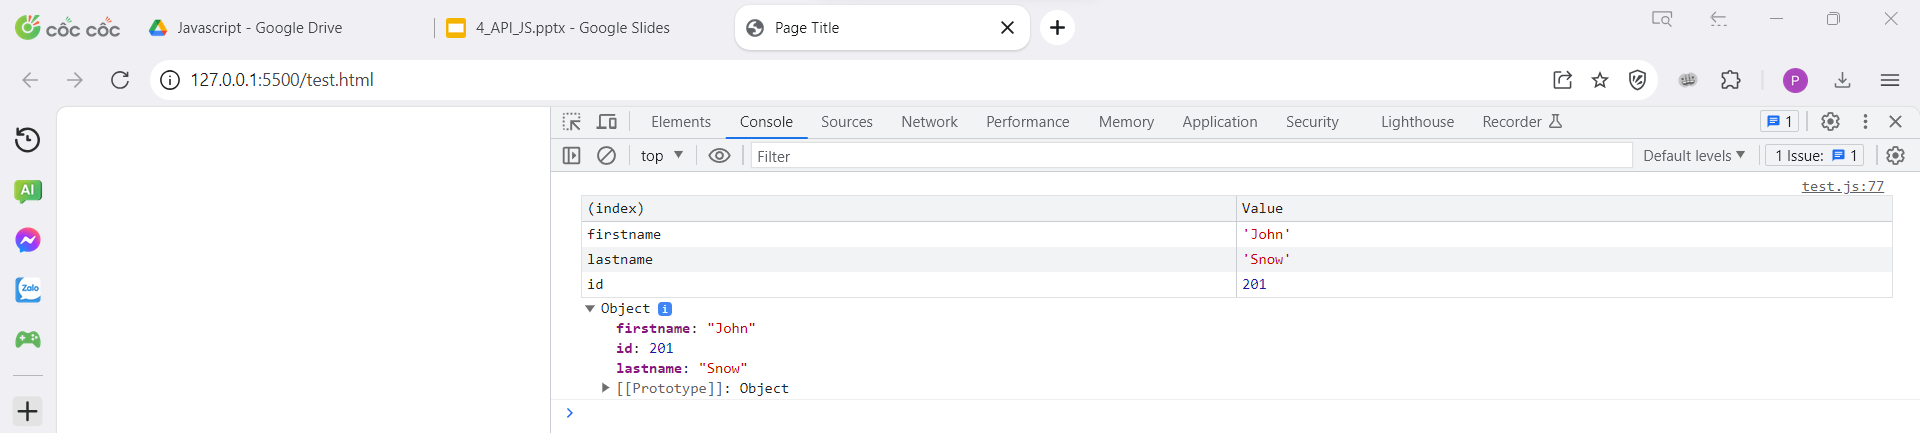 cốc cốc
Javascript - Google Drive
4_API_JS.pptx - Google Slides
Page Title
127.0.0.1:5500/test.html
P
Elements Console Sources Network Performance Memory Application Security Lighthouse Recorder 1
top Filter Default levels 1 Issue: 1
AI
test.js:77
(index) Value
firstname 'John'
lastname 'Snow'
id 201
Zalo
Object i
firstname: "John"
id: 201
lastname: "Snow"
[[Prototype]]: Object